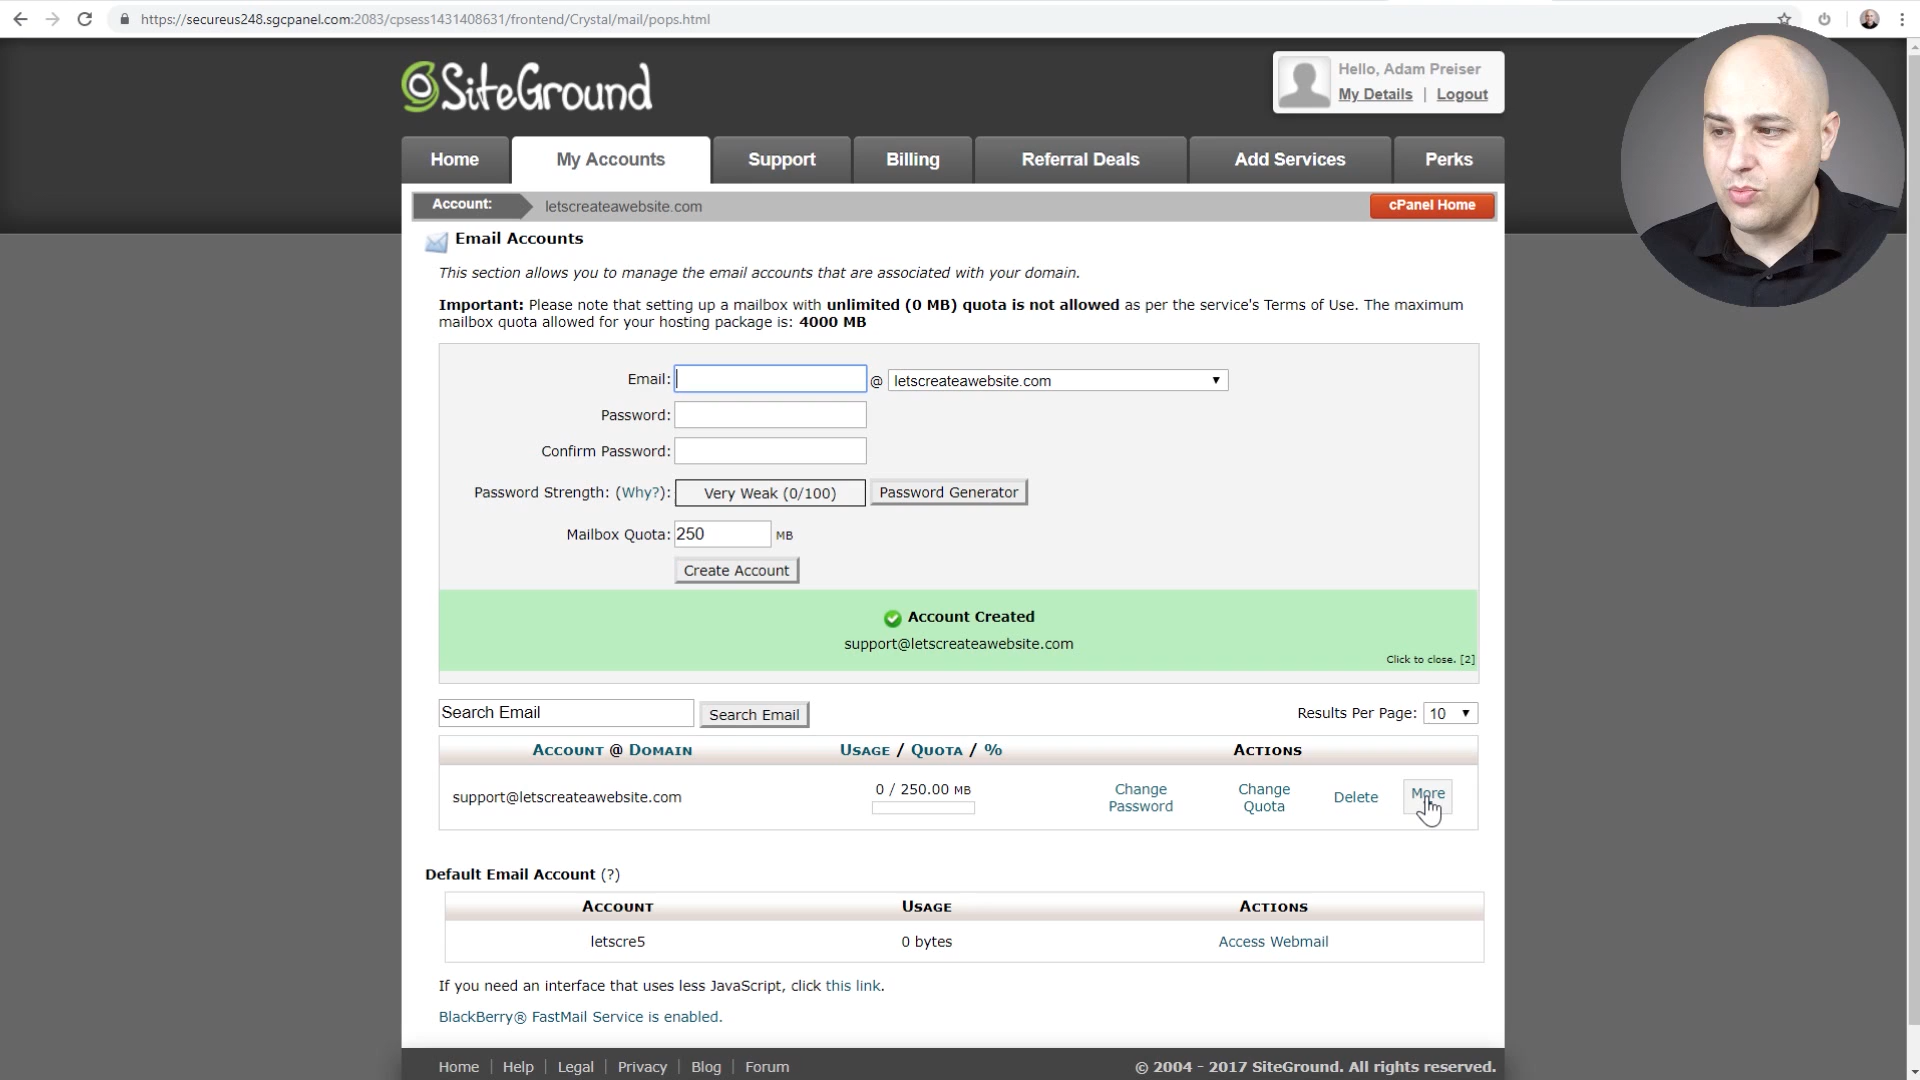 https://secureus248.sgcpanel.com:2083/cpsess1431408631/frontend/Crystal/mail/pops.html
SiteGround
Hello, Adam Preiser
My Details | Logout
Home
My Accounts
Support
Billing
Referral Deals
Add Services
Perks
Account:
letscreateawebsite.com
cPanel Home
Email Accounts
This section allows you to manage the email accounts that are associated with your domain.
Important: Please note that setting up a mailbox with unlimited (0 MB) quota is not allowed as per the service's Terms of Use. The maximum
mailbox quota allowed for your hosting package is: 4000 MB
Email: @ letscreateawebsite.com
Password:
Confirm Password:
Password Strength: (Why?): Very Weak (0/100) Password Generator
Mailbox Quota: 250 MB
Create Account
Account Created
support@letscreateawebsite.com
Click to close. [2]
Search Email Search Email Results Per Page: 10
Account @ Domain Usage / Quota / % Actions
support@letscreateawebsite.com 0 / 250.00 MB Change Password Change Quota Delete More
Default Email Account (?)
Account Usage Actions
letscre5 0 bytes Access Webmail
If you need an interface that uses less JavaScript, click this link.
BlackBerry® FastMail Service is enabled.
Home | Help | Legal | Privacy | Blog | Forum © 2004 - 2017 SiteGround. All rights reserved.